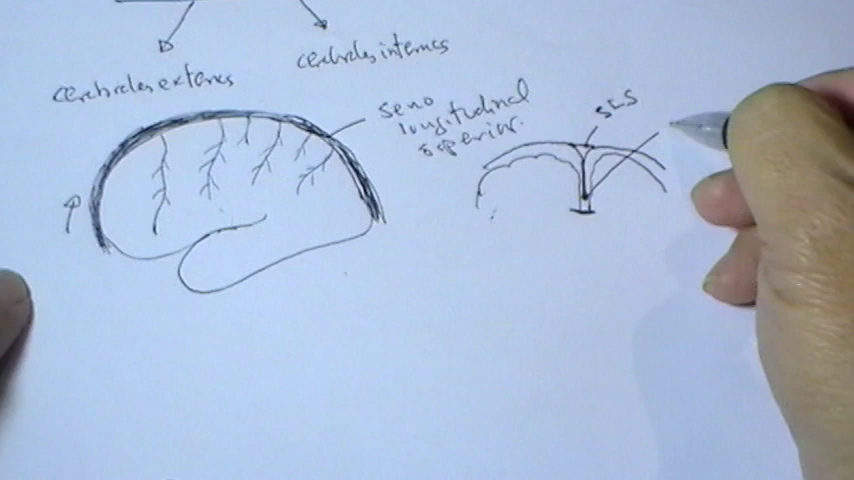 cerebrales externas
cerebrales internas
seno
longitudinal
superior.
SLS